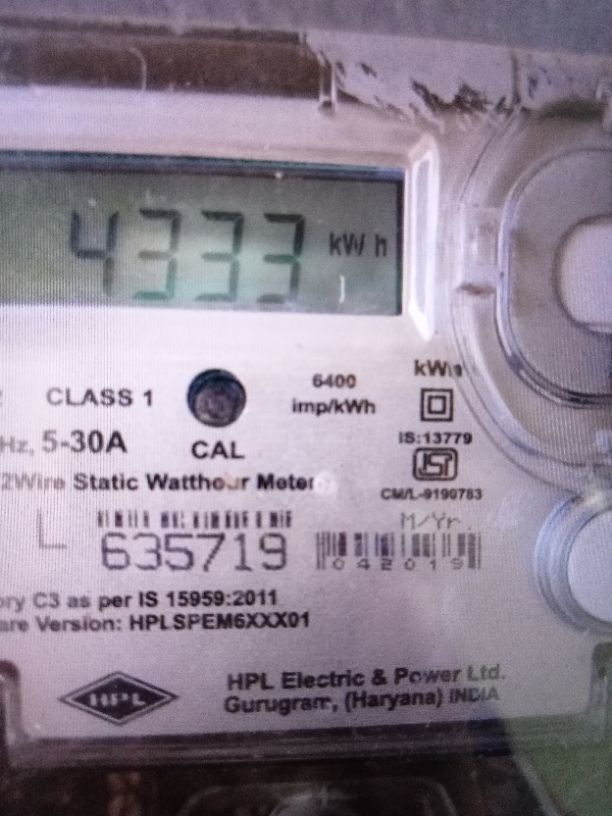 4333 kWh
CLASS 1
6400
imp/kWh
kWh
Hz, 5-30A
CAL
IS:13779
ISI
2Wire Static Watthour Meter
CM/L-9190783
L
635719
M/Yr.
042019
ory C3 as per IS 15959:2011
are Version: HPLSPEM6XXX01
HPL
HPL Electric & Power Ltd.
Gurugram, (Haryana) INDIA